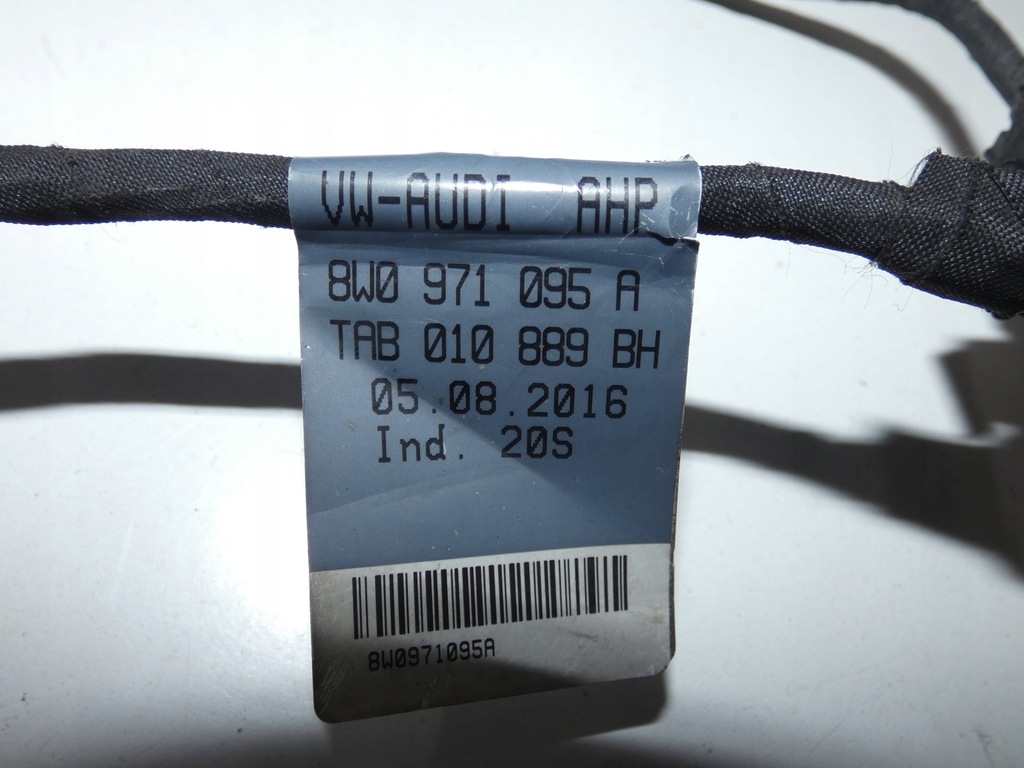 VW-AUDI AHP
8W0 971 095 A
TAB 010 889 BH
05.08.2016
Ind. 20S
8W0971095A